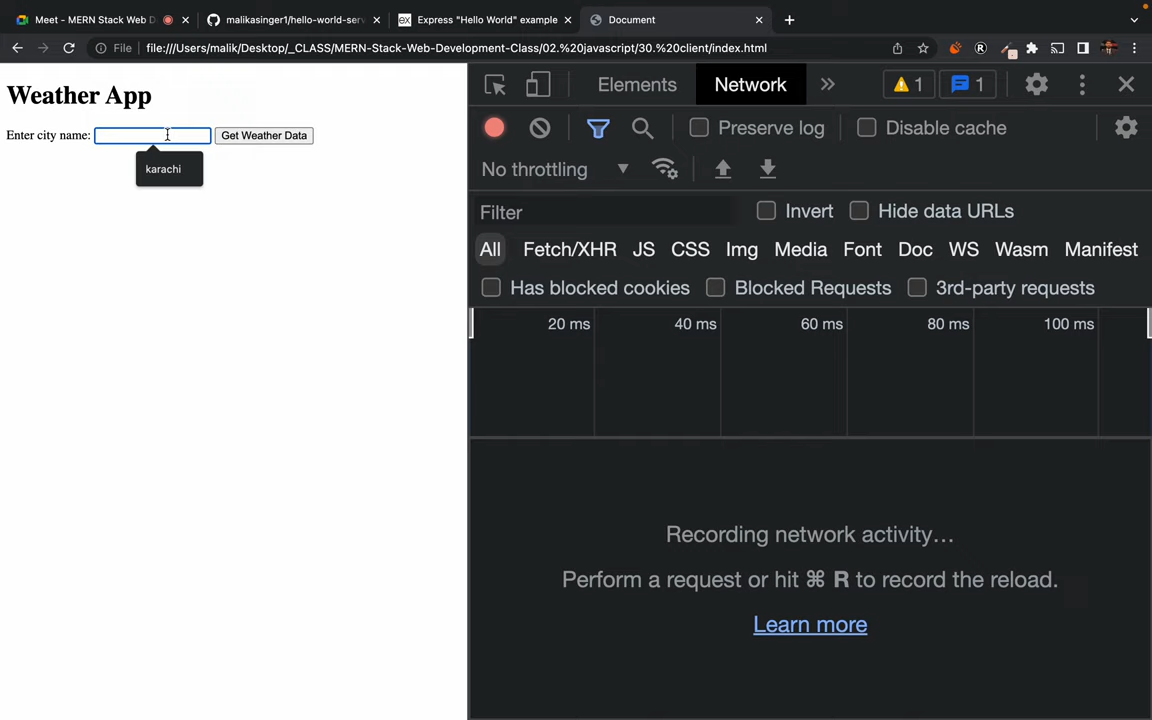 Meet - MERN Stack Web D
malikasinger1/hello-world-serv
Express "Hello World" example
Document
File
file:///Users/malik/Desktop/_CLASS/MERN-Stack-Web-Development-Class/02.%20javascript/30.%20client/index.html
Weather App
Enter city name:
Get Weather Data
karachi
Elements
Network
1
1
Preserve log
Disable cache
No throttling
Filter
Invert
Hide data URLs
All
Fetch/XHR
JS
CSS
Img
Media
Font
Doc
WS
Wasm
Manifest
Has blocked cookies
Blocked Requests
3rd-party requests
20 ms
40 ms
60 ms
80 ms
100 ms
Recording network activity…
Perform a request or hit ⌘ R to record the reload.
Learn more